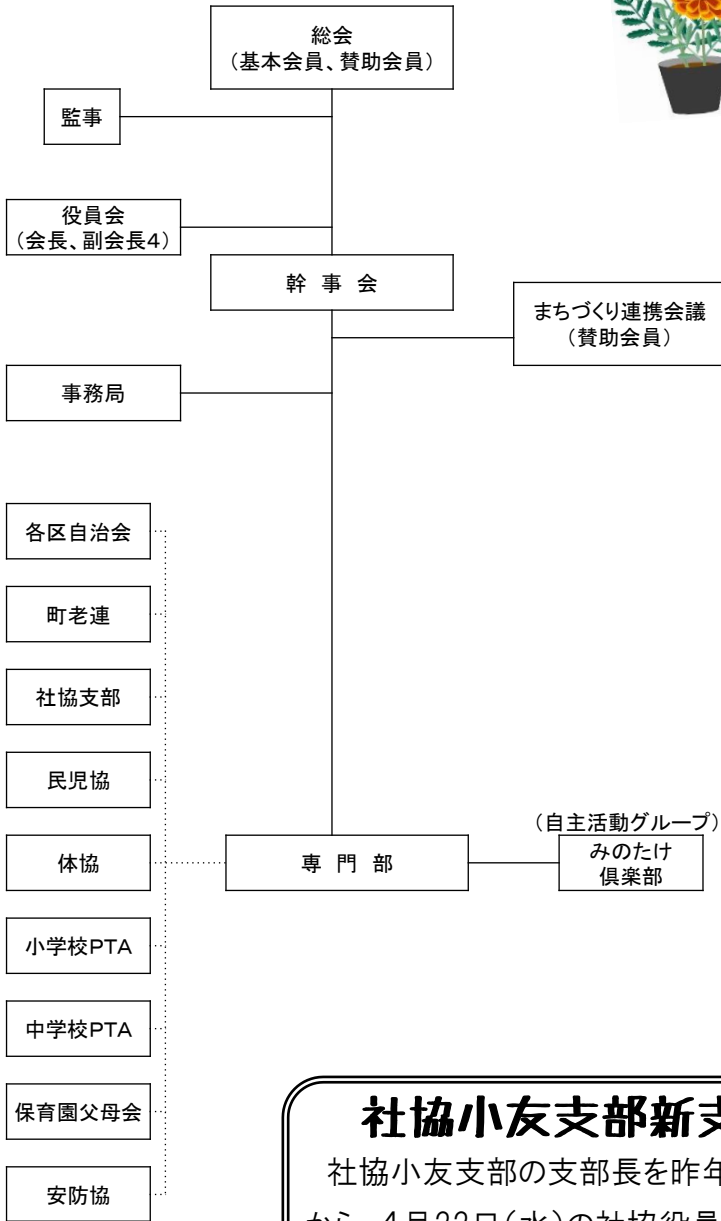 総会
(基本会員、賛助会員)
監事
役員会
(会長、副会長4)
幹 事 会
まちづくり連携会議
(賛助会員)
事務局
各区自治会
町老連
社協支部
民児協
体協
専 門 部
(自主活動グループ)
みのたけ
倶楽部
小学校PTA
中学校PTA
保育園父母会
安防協
社協小友支部新支
社協小友支部の支部長を昨年
から、4月22日(水)の社協役員